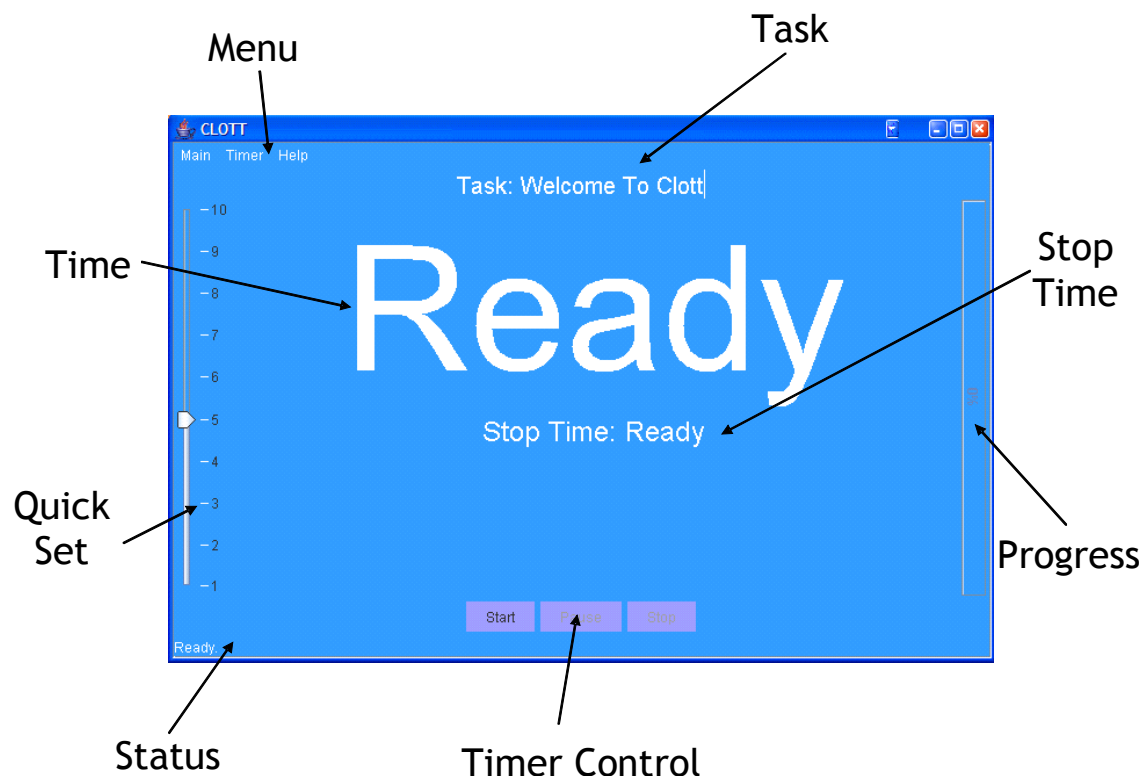 Task
Menu
CLOTT
Main Timer Help
Task: Welcome To Clott
10
9
8
7
6
5
4
3
2
1
Time
Ready
Stop
Time
Stop Time: Ready
Quick
Set
Progress
Start Pause Stop
Ready.
Status
Timer Control